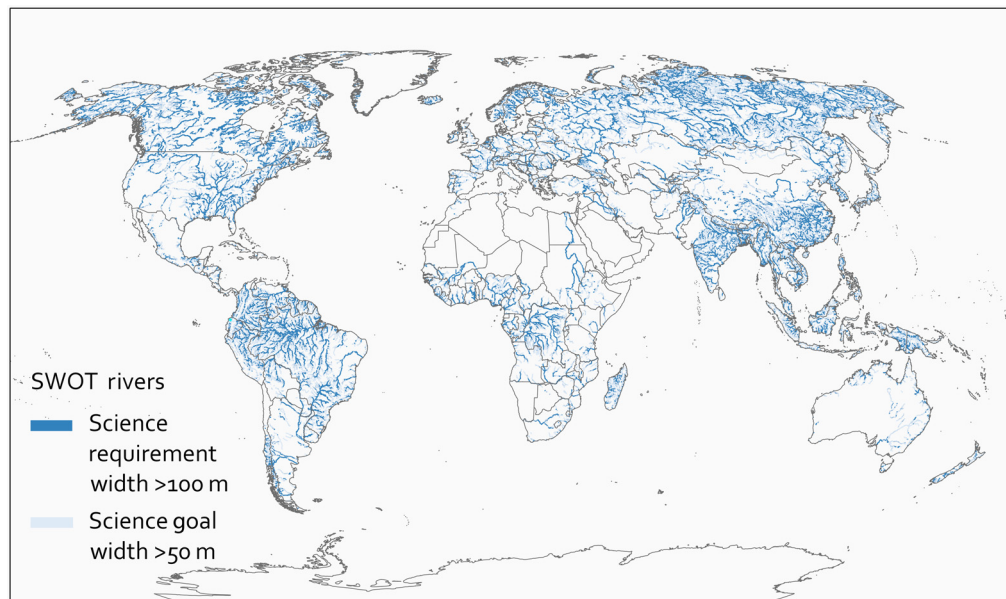 SWOT rivers
Science
requirement
width >100 m
Science goal
width >50 m